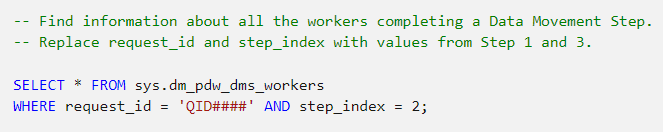 -- Find information about all the workers completing a Data Movement Step.
-- Replace request_id and step_index with values from Step 1 and 3.

SELECT * FROM sys.dm_pdw_dms_workers
WHERE request_id = 'QID####' AND step_index = 2;